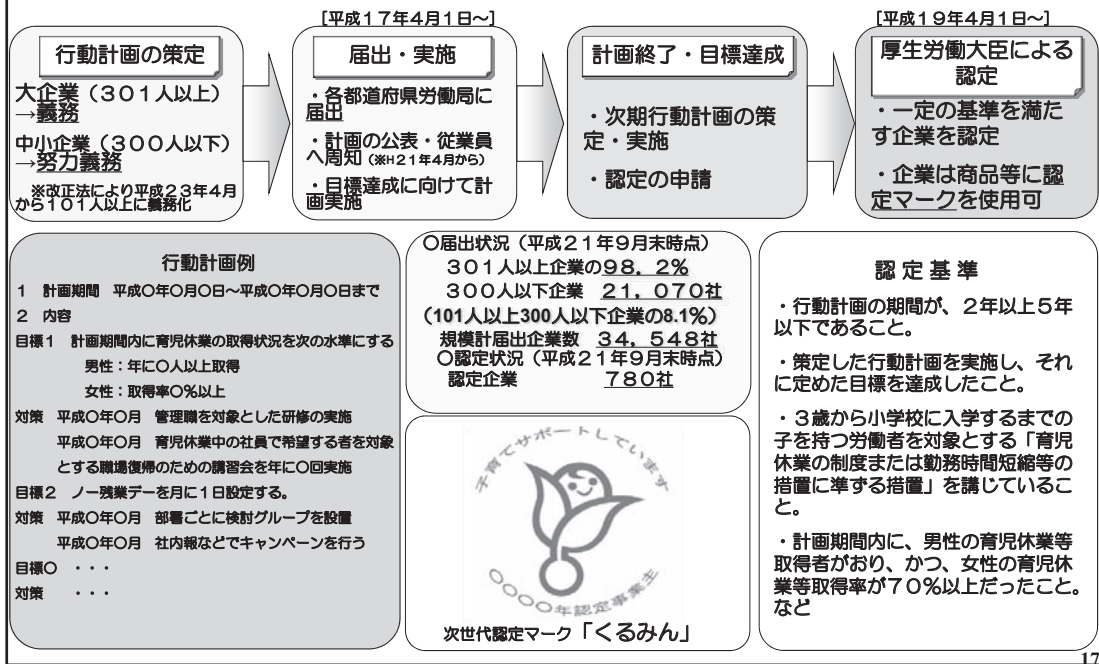 [平成17年4月1日~]
[平成19年4月1日~]
行動計画の策定
大企業（301人以上）
→義務
中小企業（300人以下）
→努力義務
※改正法により平成23年4月
から101人以上に義務化
届出・実施
・各都道府県労働局に
届出
・計画の公表・従業員
へ周知（※H21年4月から）
・目標達成に向けて計
画実施
計画終了・目標達成
・次期行動計画の策
定・実施
・認定の申請
厚生労働大臣による
認定
・一定の基準を満た
す企業を認定
・企業は商品等に認
定マークを使用可
行動計画例
1 計画期間 平成〇年〇月〇日～平成〇年〇月〇日まで
2 内容
目標1 計画期間内に育児休業の取得状況を次の水準にする
男性：年に〇人以上取得
女性：取得率〇％以上
対策 平成〇年〇月 管理職を対象とした研修の実施
平成〇年〇月 育児休業中の社員で希望する者を対象
とする職場復帰のための講習会を年に〇回実施
目標2 ノー残業デーを月に1日設定する。
対策 平成〇年〇月 部署ごとに検討グループを設置
平成〇年〇月 社内報などでキャンペーンを行う
目標〇 ・・・
対策 ・・・
〇届出状況（平成21年9月末時点）
301人以上企業の98．2％
300人以下企業 21，070社
（101人以上300人以下企業の8.1％）
規模計届出企業数 34，548社
〇認定状況（平成21年9月末時点）
認定企業 780社
子育てサポートしています
〇〇〇〇年認定事業主
次世代認定マーク「くるみん」
認定基準
・行動計画の期間が、2年以上5年
以下であること。
・策定した行動計画を実施し、それ
に定めた目標を達成したこと。
・3歳から小学校に入学するまでの
子を持つ労働者を対象とする「育児
休業の制度または勤務時間短縮等の
措置に準ずる措置」を講じているこ
と。
・計画期間内に、男性の育児休業等
取得者がおり、かつ、女性の育児休
業等取得率が70％以上だったこと。
など
17